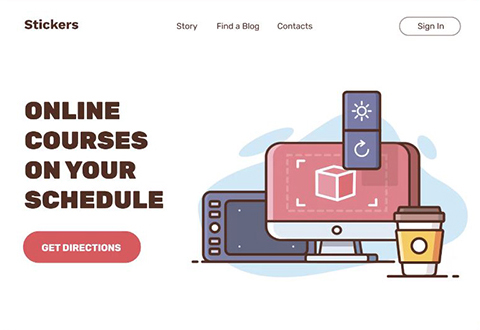 Stickers
Story Find a Blog Contacts
Sign In
ONLINE
COURSES
ON YOUR
SCHEDULE
GET DIRECTIONS